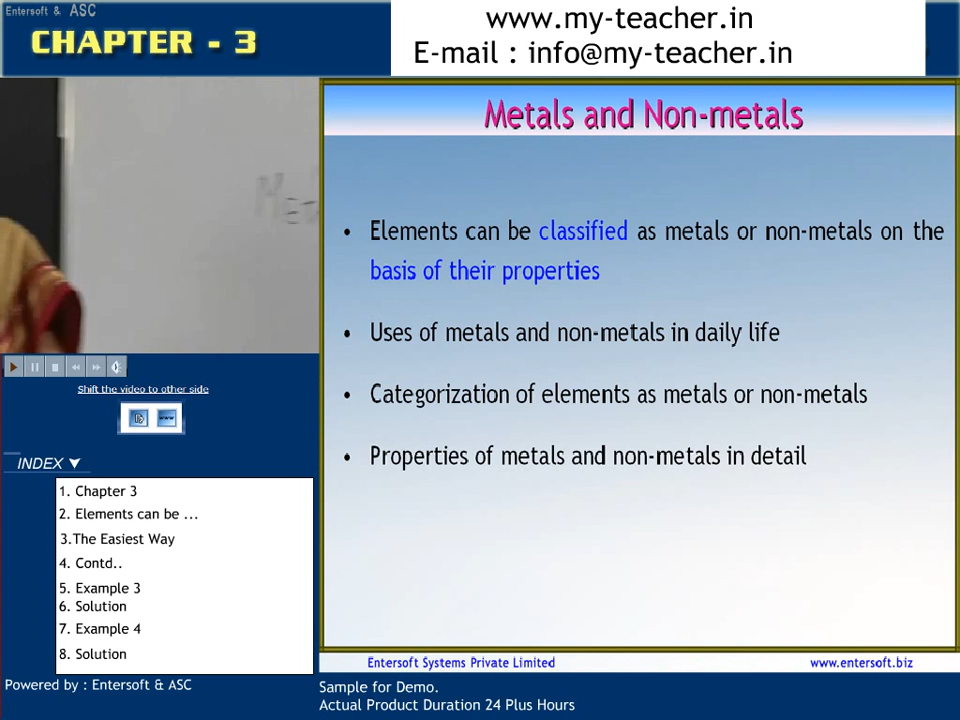 Entersoft & ASC
CHAPTER - 3
www.my-teacher.in
E-mail : info@my-teacher.in
Metals and Non-metals
• Elements can be classified as metals or non-metals on the
basis of their properties
• Uses of metals and non-metals in daily life
• Categorization of elements as metals or non-metals
• Properties of metals and non-metals in detail
Shift the video to other side
www
INDEX ▼
1. Chapter 3
2. Elements can be ...
3.The Easiest Way
4. Contd..
5. Example 3
6. Solution
7. Example 4
8. Solution
Entersoft Systems Private Limited
www.entersoft.biz
Powered by : Entersoft & ASC
Sample for Demo.
Actual Product Duration 24 Plus Hours